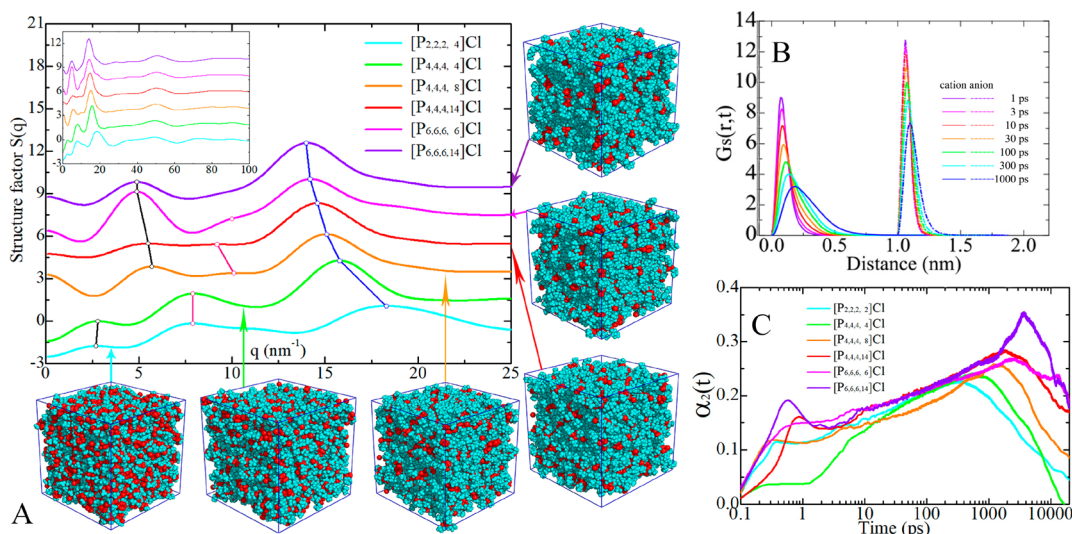 21
18
15
12
9
6
3
0
-3
Structure factor S(q)
12
9
6
3
0
-3
0 20 40 60 80 100
[P2,2,2, 4]Cl
[P4,4,4, 4]Cl
[P4,4,4, 8]Cl
[P4,4,4,14]Cl
[P6,6,6, 6]Cl
[P6,6,6,14]Cl
q (nm-1)
0 5 10 15 20 25
A
B
Gs(r,t)
14
12
10
8
6
4
2
0
cation anion
1 ps
3 ps
10 ps
30 ps
100 ps
300 ps
1000 ps
0.0 0.5 1.0 1.5 2.0
Distance (nm)
C
α2(t)
0.4
0.3
0.2
0.1
0.0
[P2,2,2, 2]Cl
[P4,4,4, 4]Cl
[P4,4,4, 8]Cl
[P4,4,4,14]Cl
[P6,6,6, 6]Cl
[P6,6,6,14]Cl
0.1 1 10 100 1000 10000
Time (ps)